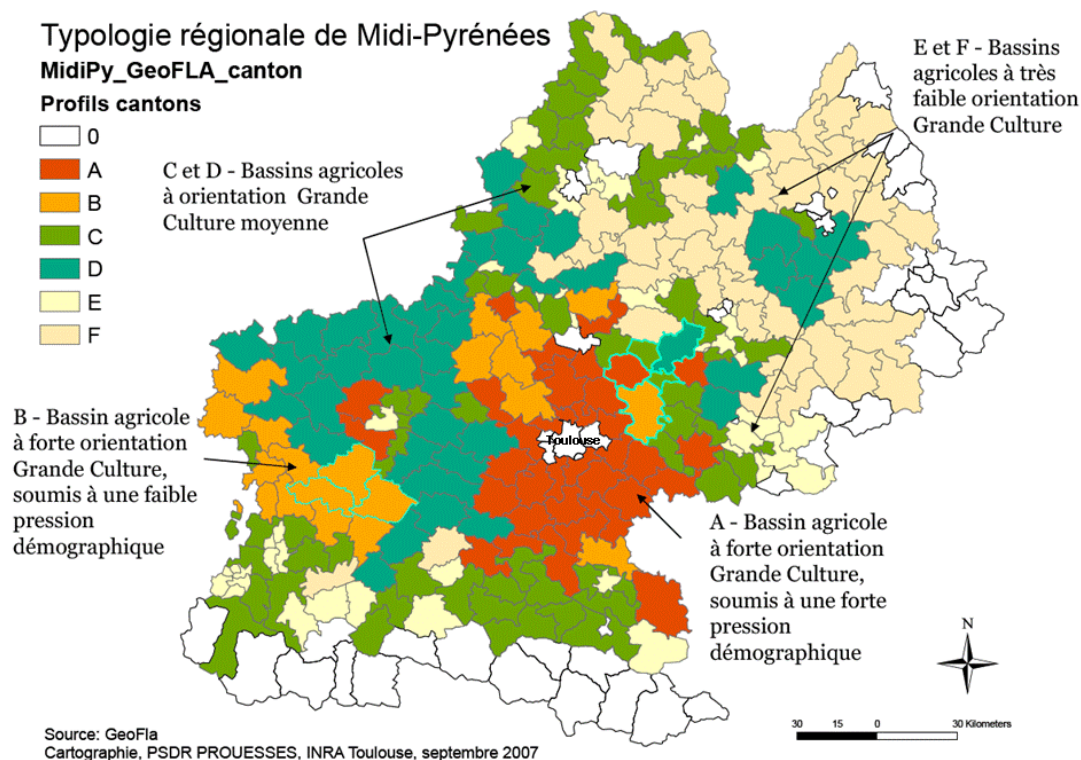 Typologie régionale de Midi-Pyrénées
MidiPy_GeoFLA_canton
Profils cantons
0
A
B
C
D
E
F
C et D - Bassins agricoles
à orientation Grande
Culture moyenne
E et F - Bassins
agricoles à très
faible orientation
Grande Culture
B - Bassin agricole
à forte orientation
Grande Culture,
soumis à une faible
pression
démographique
Toulouse
A - Bassin agricole
à forte orientation
Grande Culture,
soumis à une forte
pression
démographique
N
30 15 0 30 Kilometers
Source: GeoFla
Cartographie, PSDR PROUESSES, INRA Toulouse, septembre 2007